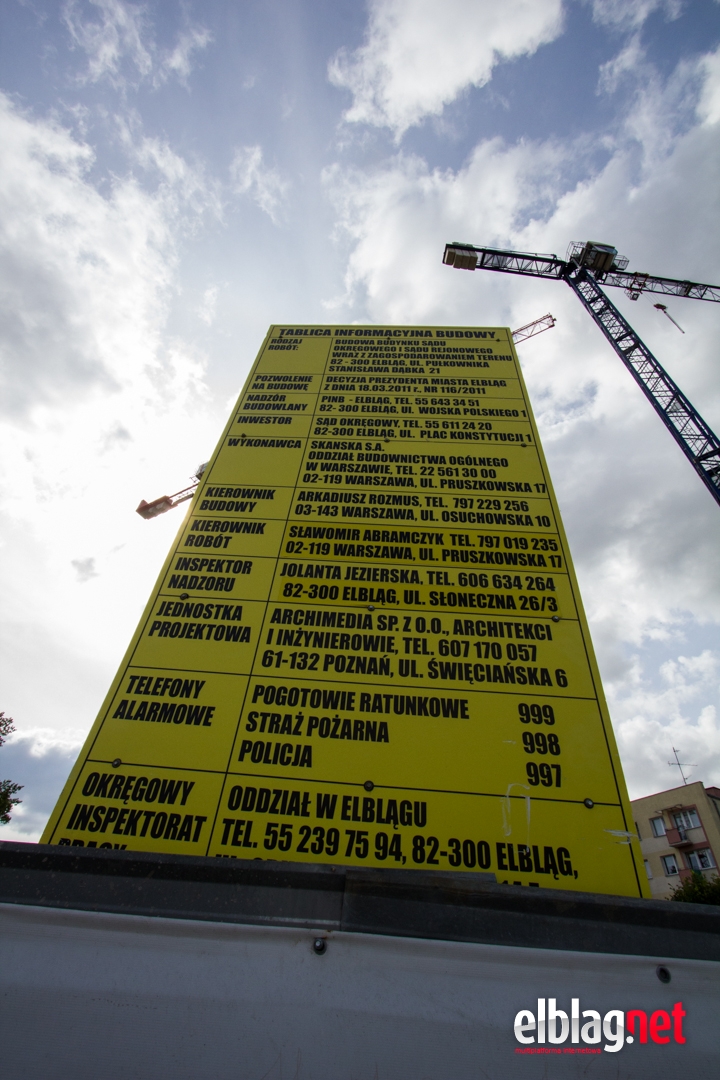 TABLICA INFORMACYJNA BUDOWY
RODZAJ
ROBÓT:
BUDOWA BUDYNKU SĄDU
OKRĘGOWEGO I SĄDU REJONOWEGO
WRAZ Z ZAGOSPODAROWANIEM TERENU
82 - 300 ELBLĄG, UL. PUŁKOWNIKA
STANISŁAWA DĄBKA 21
POZWOLENIE
NA BUDOWĘ
DECYZJA PREZYDENTA MIASTA ELBLĄG
Z DNIA 18.03.2011 r., NR 116/2011
NADZÓR
BUDOWLANY
PINB - ELBLĄG, TEL. 55 643 34 51
82- 300 ELBLĄG, UL. WOJSKA POLSKIEGO 1
INWESTOR
SĄD OKRĘGOWY, TEL. 55 611 24 20
82-300 ELBLĄG, UL. PLAC KONSTYTUCJI 1
WYKONAWCA
SKANSKA S.A.
ODDZIAŁ BUDOWNICTWA OGÓLNEGO
W WARSZAWIE, TEL. 22 561 30 00
02-119 WARSZAWA, UL. PRUSZKOWSKA 17
KIEROWNIK
BUDOWY
ARKADIUSZ ROZMUS, TEL. 797 229 256
03-143 WARSZAWA, UL. OSUCHOWSKA 10
KIEROWNIK
ROBÓT
SŁAWOMIR ABRAMCZYK TEL. 797 019 235
02-119 WARSZAWA, UL. PRUSZKOWSKA 17
INSPEKTOR
NADZORU
JOLANTA JEZIERSKA, TEL. 606 634 264
82-300 ELBLĄG, UL. SŁONECZNA 26/3
JEDNOSTKA
PROJEKTOWA
ARCHIMEDIA SP. Z O.O., ARCHITEKCI
I INŻYNIEROWIE, TEL. 607 170 057
61-132 POZNAŃ, UL. ŚWIĘCIAŃSKA 6
TELEFONY
ALARMOWE
POGOTOWIE RATUNKOWE 999
STRAŻ POŻARNA 998
POLICJA 997
OKRĘGOWY
INSPEKTORAT
PRACY
ODDZIAŁ W ELBLĄGU
TEL. 55 239 75 94, 82-300 ELBLĄG,
elblag.net